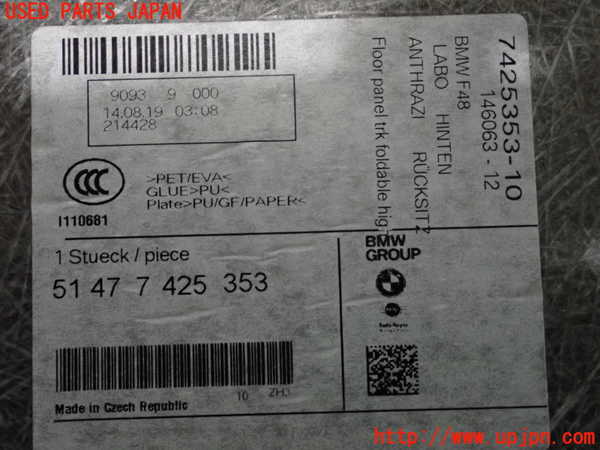 USED PARTS JAPAN
9093 9 000
14.08.19 03:08
214428
CCC
I110681
>PET/EVA<
GLUE>PU<
Plate>PU/GF/PAPER<
7425353-10
146063-12
BMW F48
LABO HINTEN
ANTHRAZI RÜCKSITZ
Floor panel trk foldable hig
1 Stueck / piece
51 47 7 425 353
BMW
GROUP
10 ZH3
Made in Czech Republic
http://www.upjpn.com/